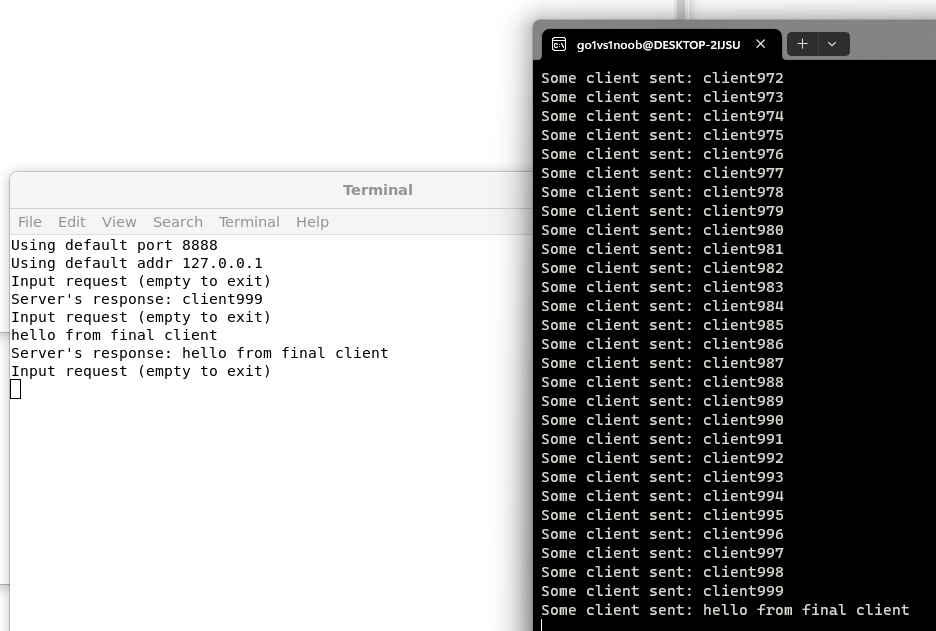 Terminal
File Edit View Search Terminal Help
Using default port 8888
Using default addr 127.0.0.1
Input request (empty to exit)
Server's response: client999
Input request (empty to exit)
hello from final client
Server's response: hello from final client
Input request (empty to exit)
go1vs1noob@DESKTOP-2IJSU
Some client sent: client972
Some client sent: client973
Some client sent: client974
Some client sent: client975
Some client sent: client976
Some client sent: client977
Some client sent: client978
Some client sent: client979
Some client sent: client980
Some client sent: client981
Some client sent: client982
Some client sent: client983
Some client sent: client984
Some client sent: client985
Some client sent: client986
Some client sent: client987
Some client sent: client988
Some client sent: client989
Some client sent: client990
Some client sent: client991
Some client sent: client992
Some client sent: client993
Some client sent: client994
Some client sent: client995
Some client sent: client996
Some client sent: client997
Some client sent: client998
Some client sent: client999
Some client sent: hello from final client